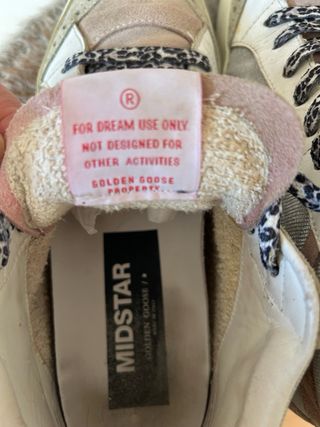 ®
FOR DREAM USE ONLY
NOT DESIGNED FOR
OTHER ACTIVITIES
GOLDEN GOOSE
PROPERTY
MIDSTAR
GOLDEN GOOSE /